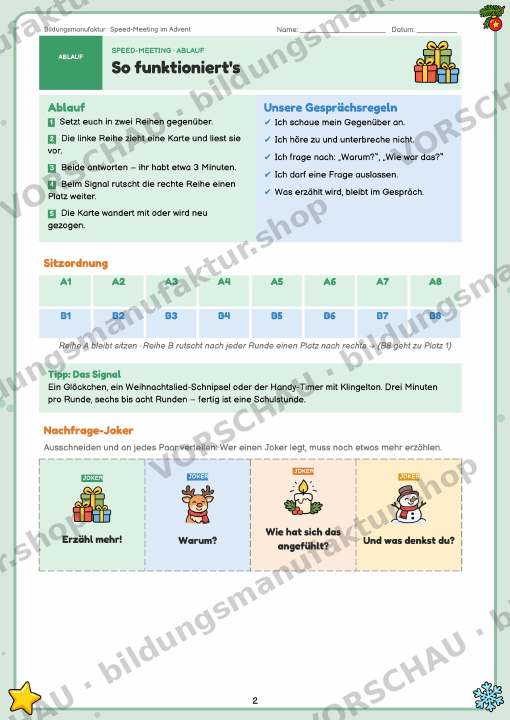 Bildungsmanufaktur · Speed-Meeting im Advent
Name: Datum:
ABLAUF
SPEED-MEETING · ABLAUF
So funktioniert's
Ablauf
1 Setzt euch in zwei Reihen gegenüber.
2 Die linke Reihe zieht eine Karte und liest sie
vor.
3 Beide antworten – ihr habt etwa 3 Minuten.
4 Beim Signal rutscht die rechte Reihe einen
Platz weiter.
5 Die Karte wandert mit oder wird neu
gezogen.
Unsere Gesprächsregeln
✔ Ich schaue mein Gegenüber an.
✔ Ich höre zu und unterbreche nicht.
✔ Ich frage nach: „Warum?“, „Wie war das?“
✔ Ich darf eine Frage auslassen.
✔ Was erzählt wird, bleibt im Gespräch.
Sitzordnung
A1 A2 A3 A4 A5 A6 A7 A8
B1 B2 B3 B4 B5 B6 B7 B8
Reihe A bleibt sitzen · Reihe B rutscht nach jeder Runde einen Platz nach rechts → (B8 geht zu Platz 1)
Tipp: Das Signal
Ein Glöckchen, ein Weihnachtslied-Schnipsel oder der Handy-Timer mit Klingelton. Drei Minuten
pro Runde, sechs bis acht Runden – fertig ist eine Schulstunde.
Nachfrage-Joker
Ausschneiden und an jedes Paar verteilen: Wer einen Joker legt, muss noch etwas mehr erzählen.
JOKER JOKER JOKER JOKER
Erzähl mehr!
Warum?
Wie hat sich das
angefühlt?
Und was denkst du?
2
VORSCHAU · bildungsmanufaktur.shop